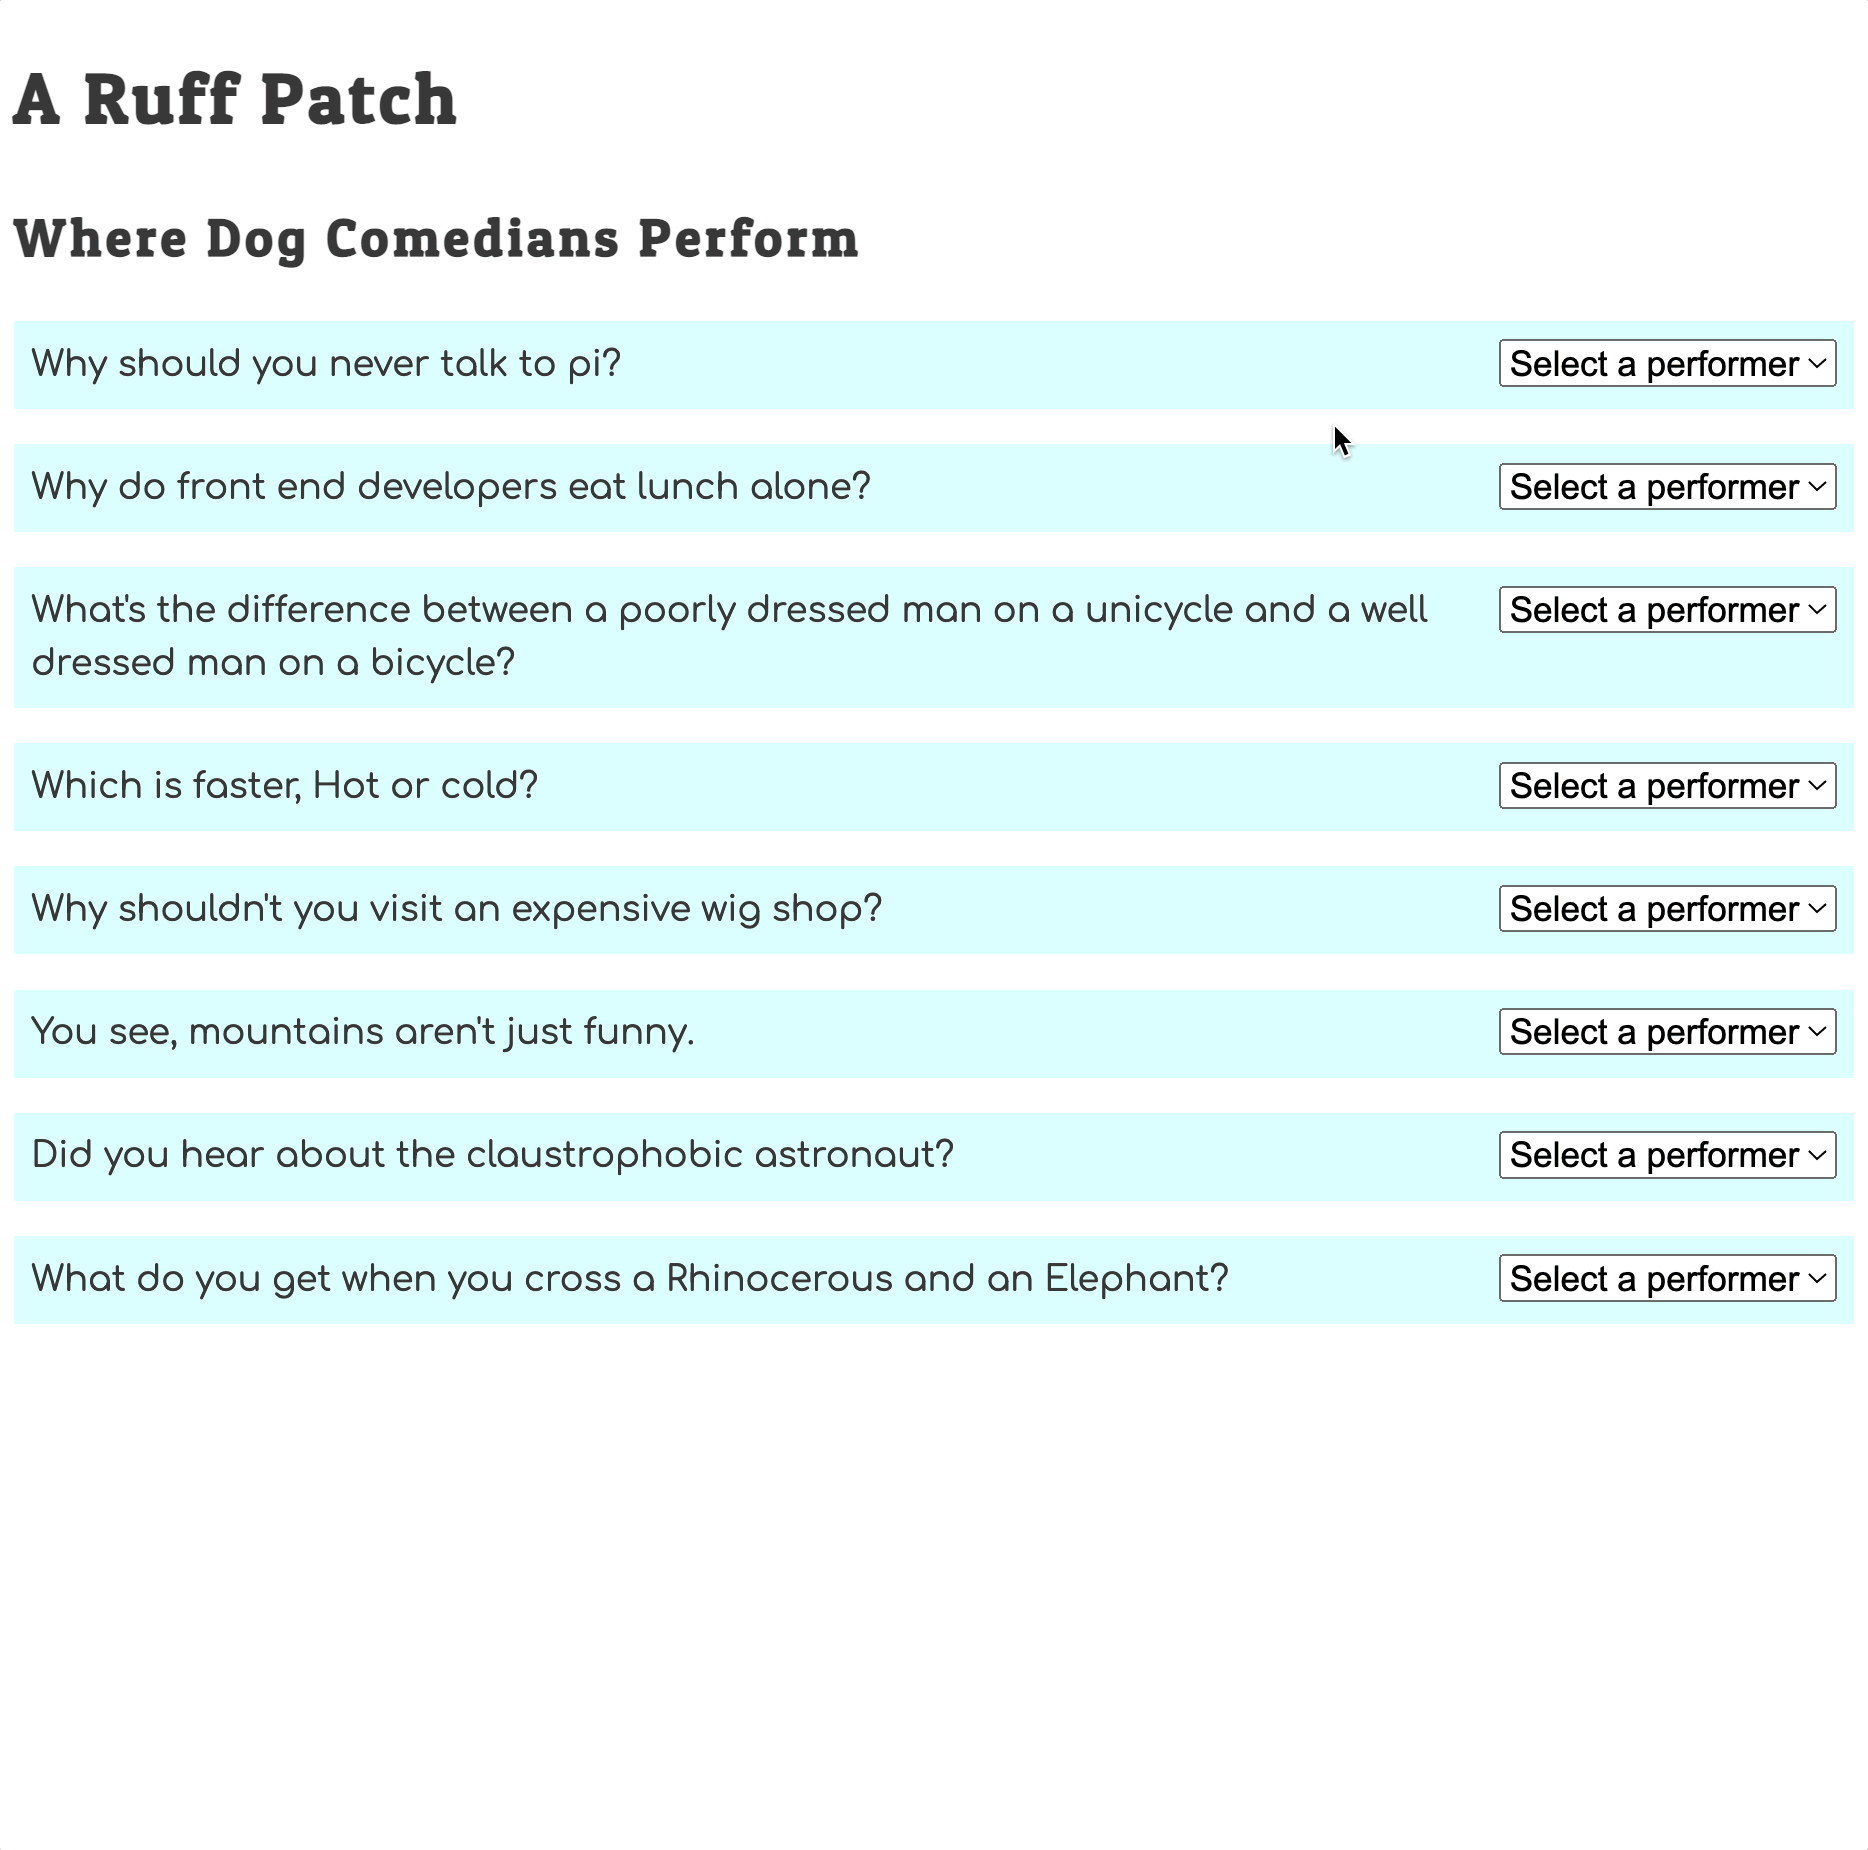 A Ruff Patch
Where Dog Comedians Perform
Why should you never talk to pi?
Select a performer
Why do front end developers eat lunch alone?
Select a performer
What's the difference between a poorly dressed man on a unicycle and a well
dressed man on a bicycle?
Select a performer
Which is faster, Hot or cold?
Select a performer
Why shouldn't you visit an expensive wig shop?
Select a performer
You see, mountains aren't just funny.
Select a performer
Did you hear about the claustrophobic astronaut?
Select a performer
What do you get when you cross a Rhinocerous and an Elephant?
Select a performer